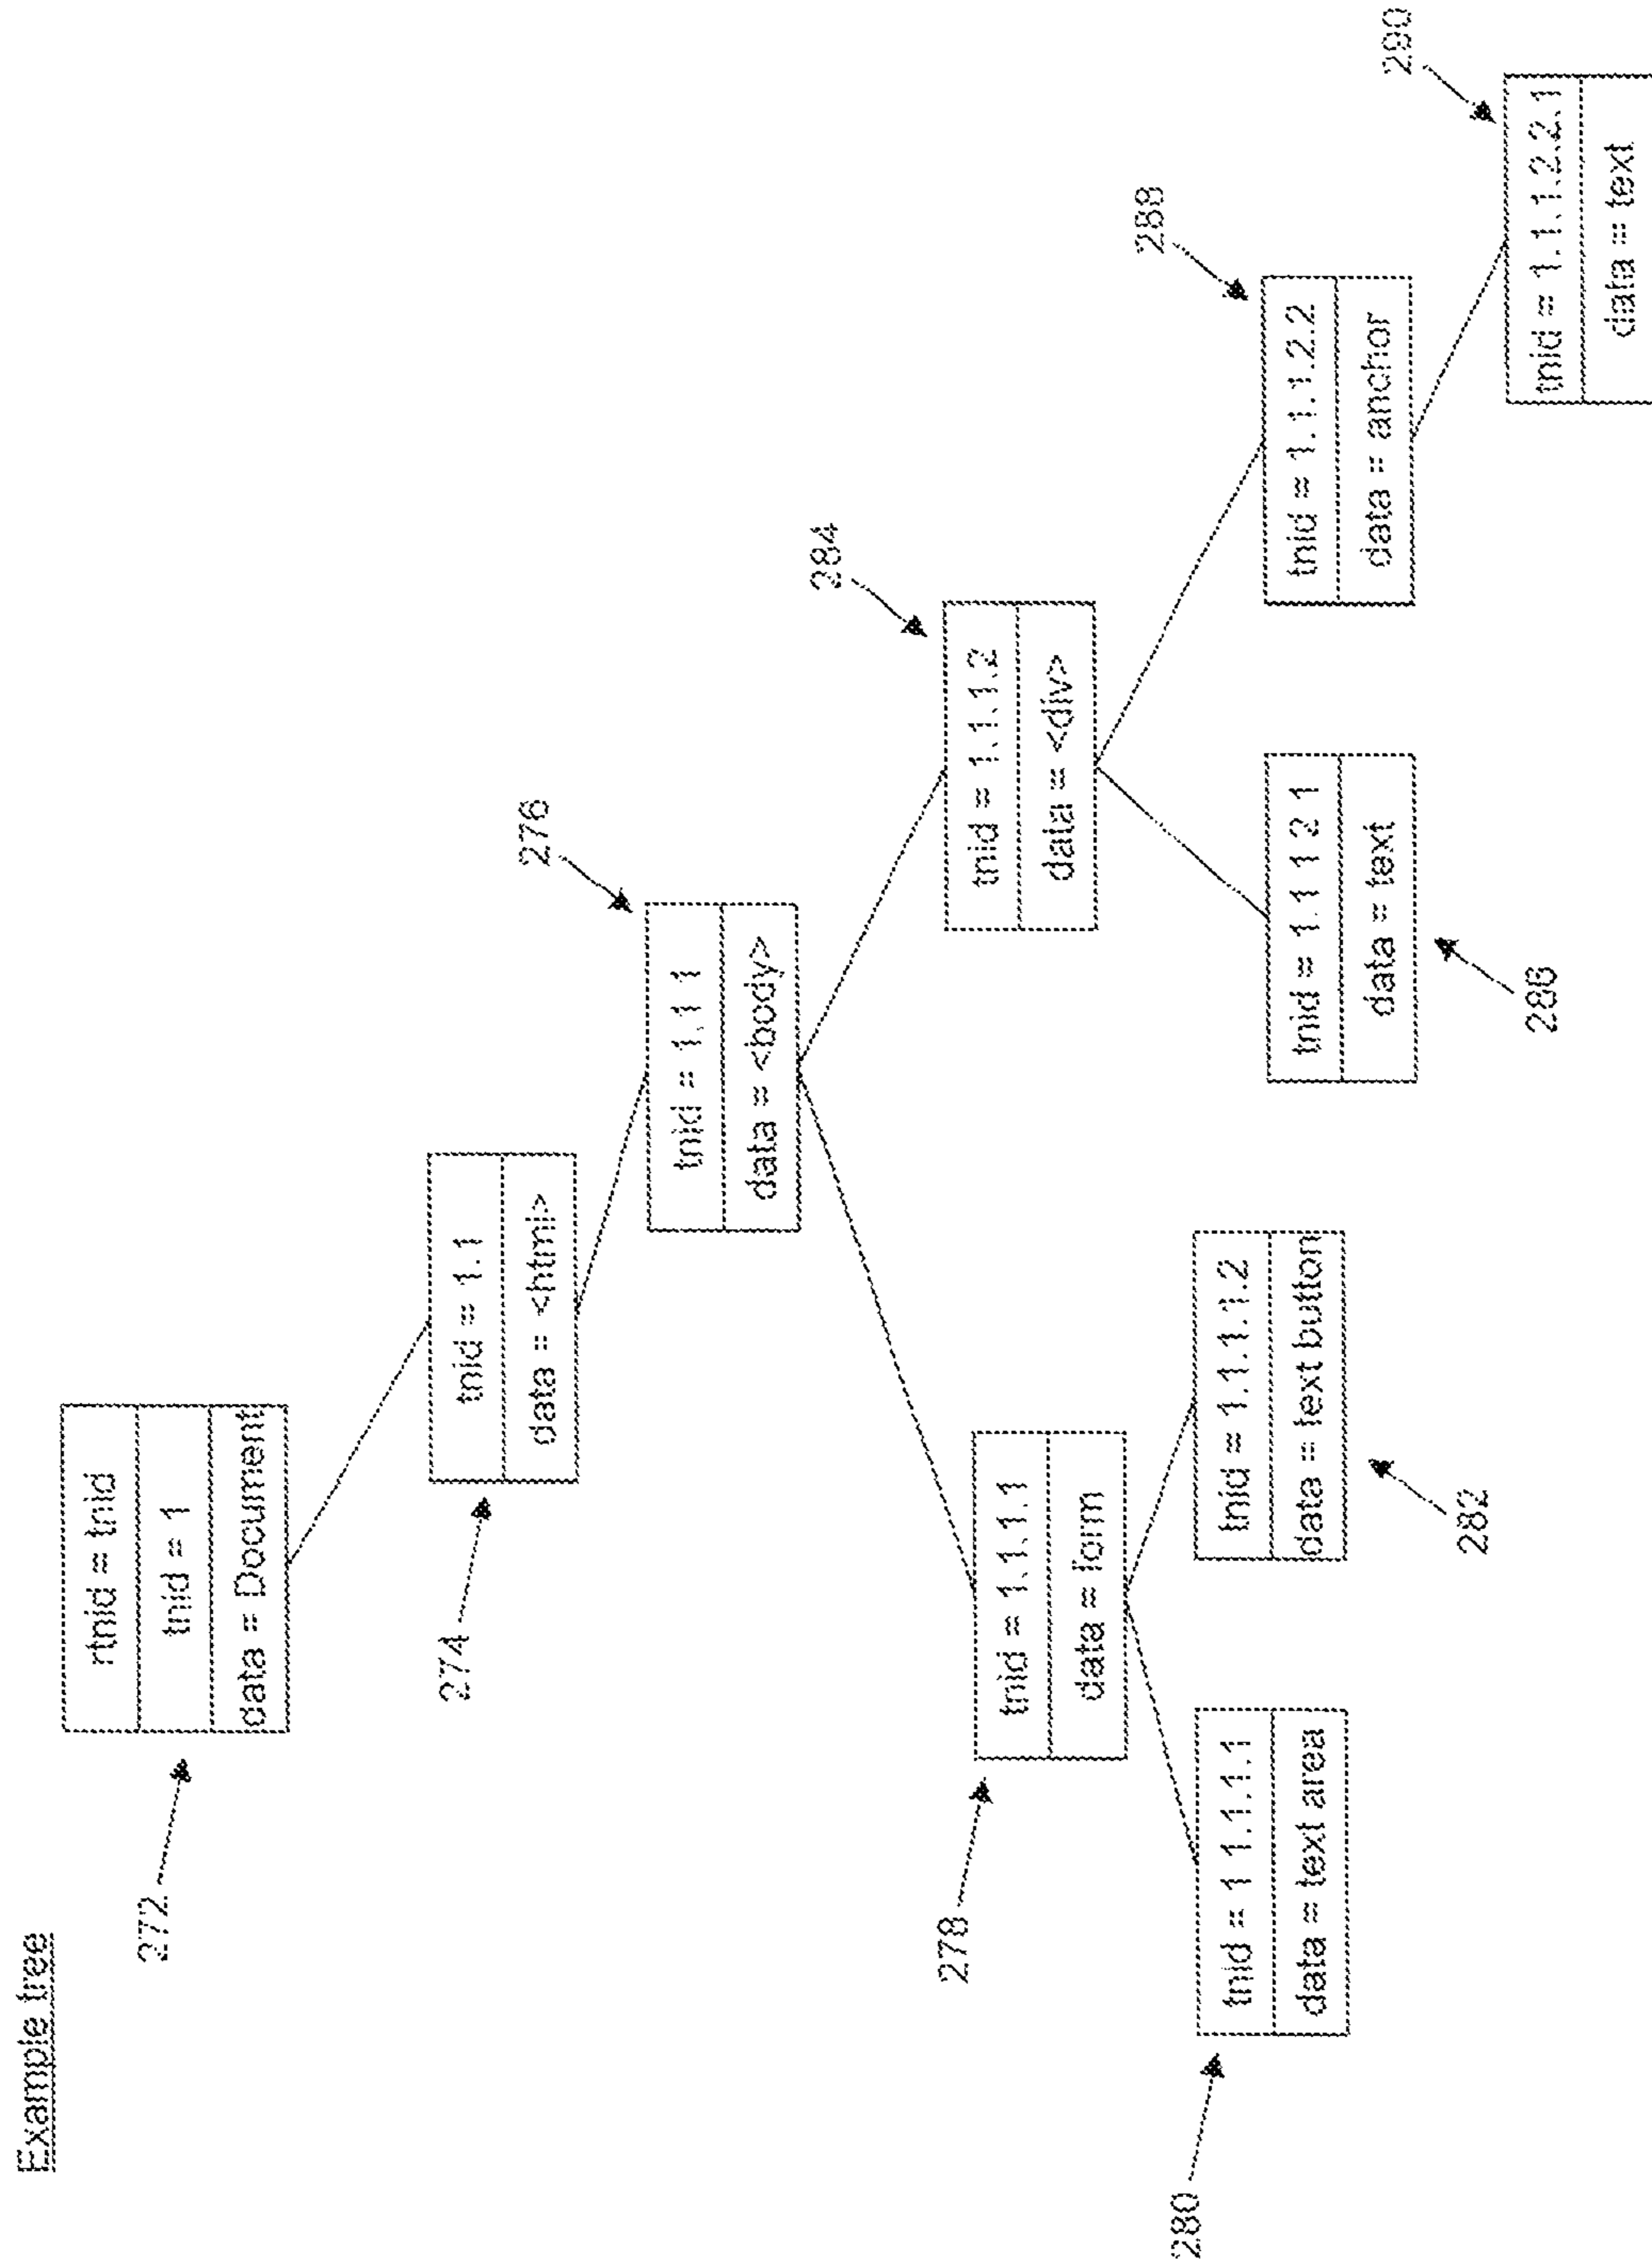 Example tree
272
rtnid = tnid
tnid = 1
data = Document
274
tnid = 1.1
data = <html>
276
tnid = 1.1.1
data = <body>
278
tnid = 1.1.1.1
data = form
284
tnid = 1.1.1.2
data = <div>
280
tnid = 1.1.1.1.1
data = text area
282
tnid = 1.1.1.1.2
data = text button
286
tnid = 1.1.1.2.1
data = text
288
tnid = 1.1.1.2.2
data = anchor
290
tnid = 1.1.1.2.2.1
data = text